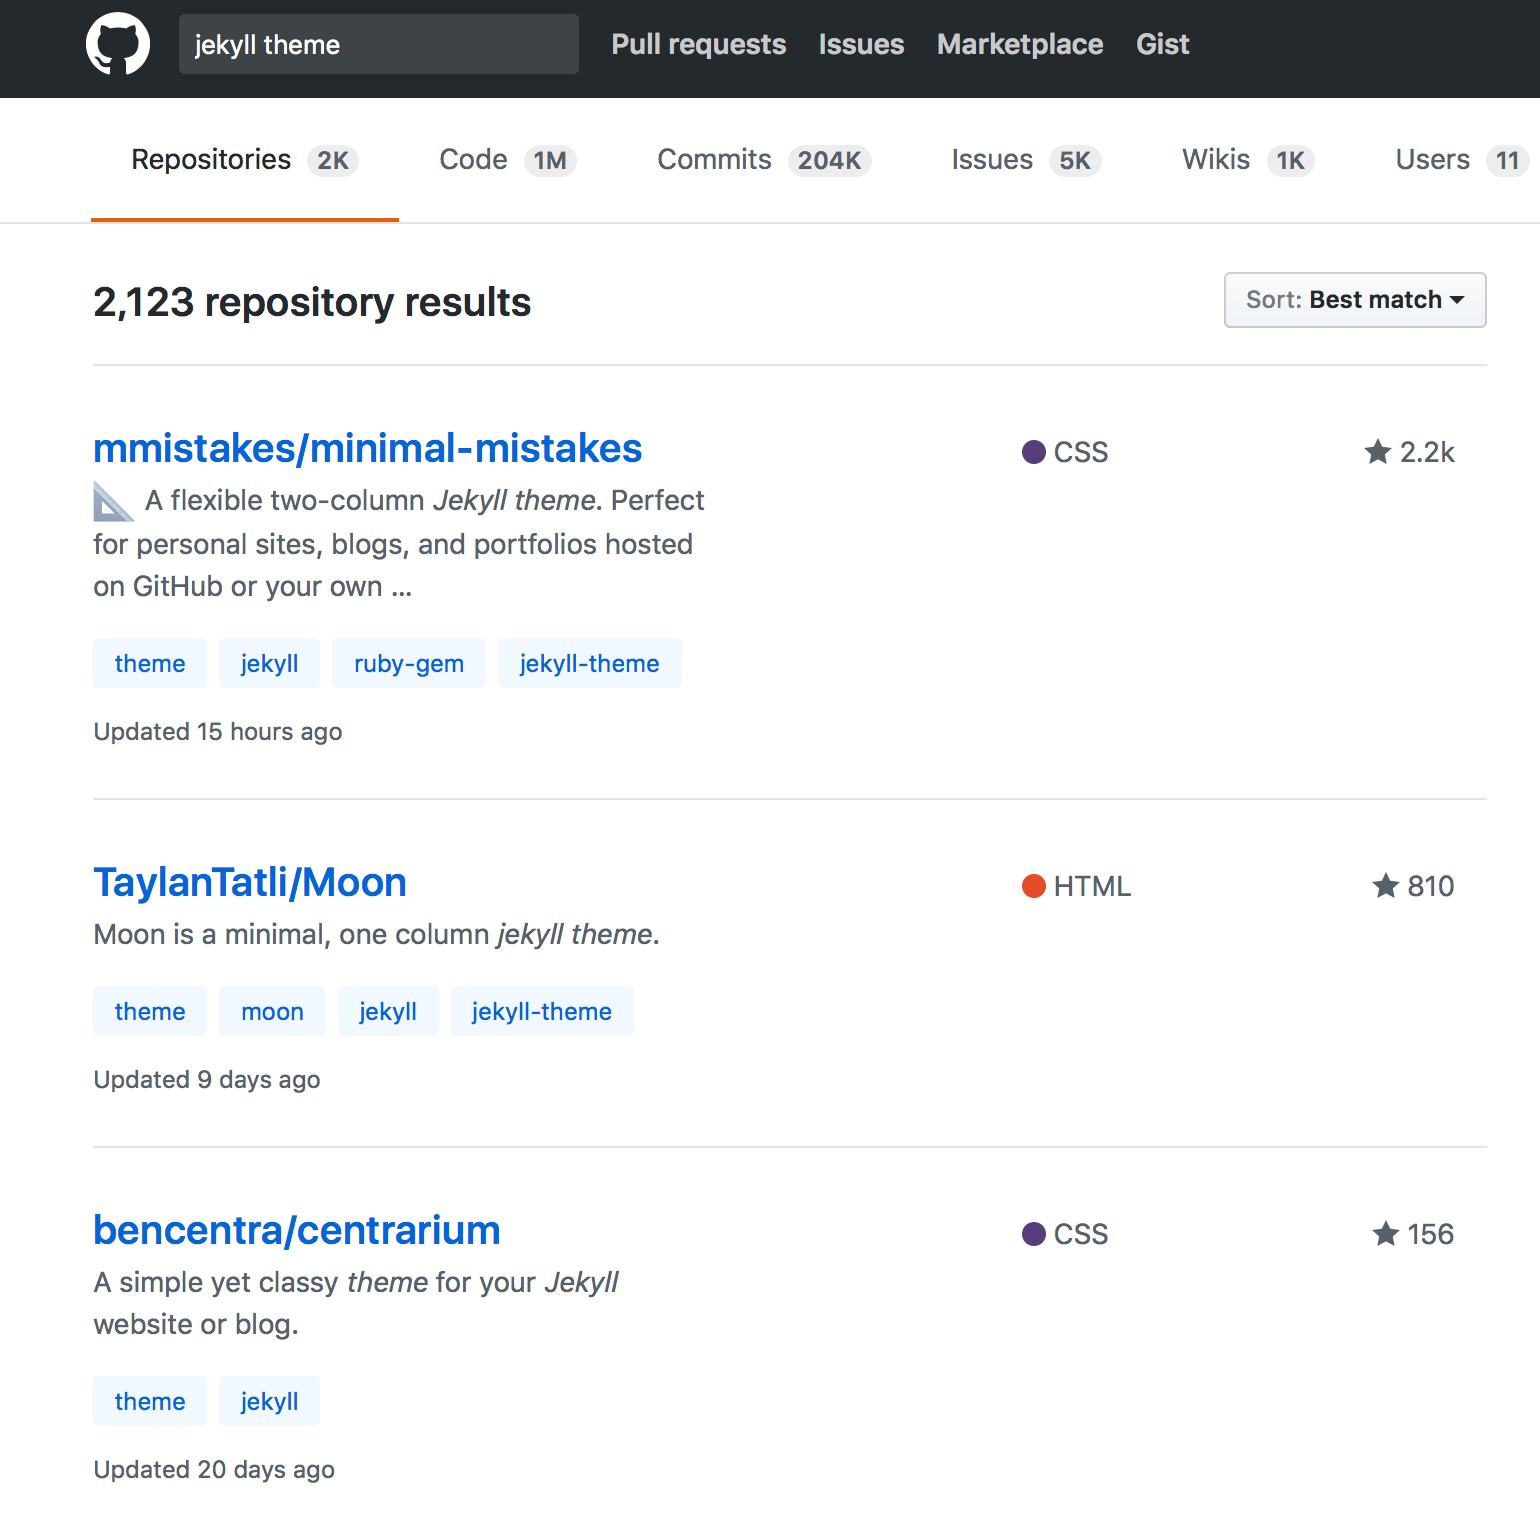 jekyll theme Pull requests Issues Marketplace Gist
Repositories 2K Code 1M Commits 204K Issues 5K Wikis 1K Users 11
2,123 repository results Sort: Best match
mmistakes/minimal-mistakes CSS 2.2k
A flexible two-column Jekyll theme. Perfect
for personal sites, blogs, and portfolios hosted
on GitHub or your own ...
theme jekyll ruby-gem jekyll-theme
Updated 15 hours ago
TaylanTatli/Moon HTML 810
Moon is a minimal, one column jekyll theme.
theme moon jekyll jekyll-theme
Updated 9 days ago
bencentra/centrarium CSS 156
A simple yet classy theme for your Jekyll
website or blog.
theme jekyll
Updated 20 days ago